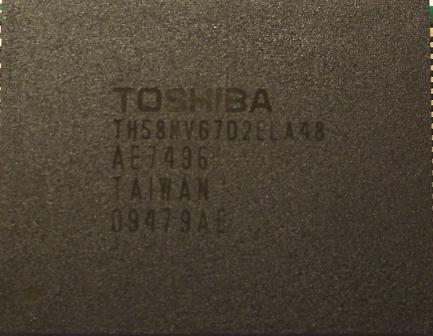 TOSHIBA
TH58NVG7D2ELA48
AE7496
TAIWAN
09479AE